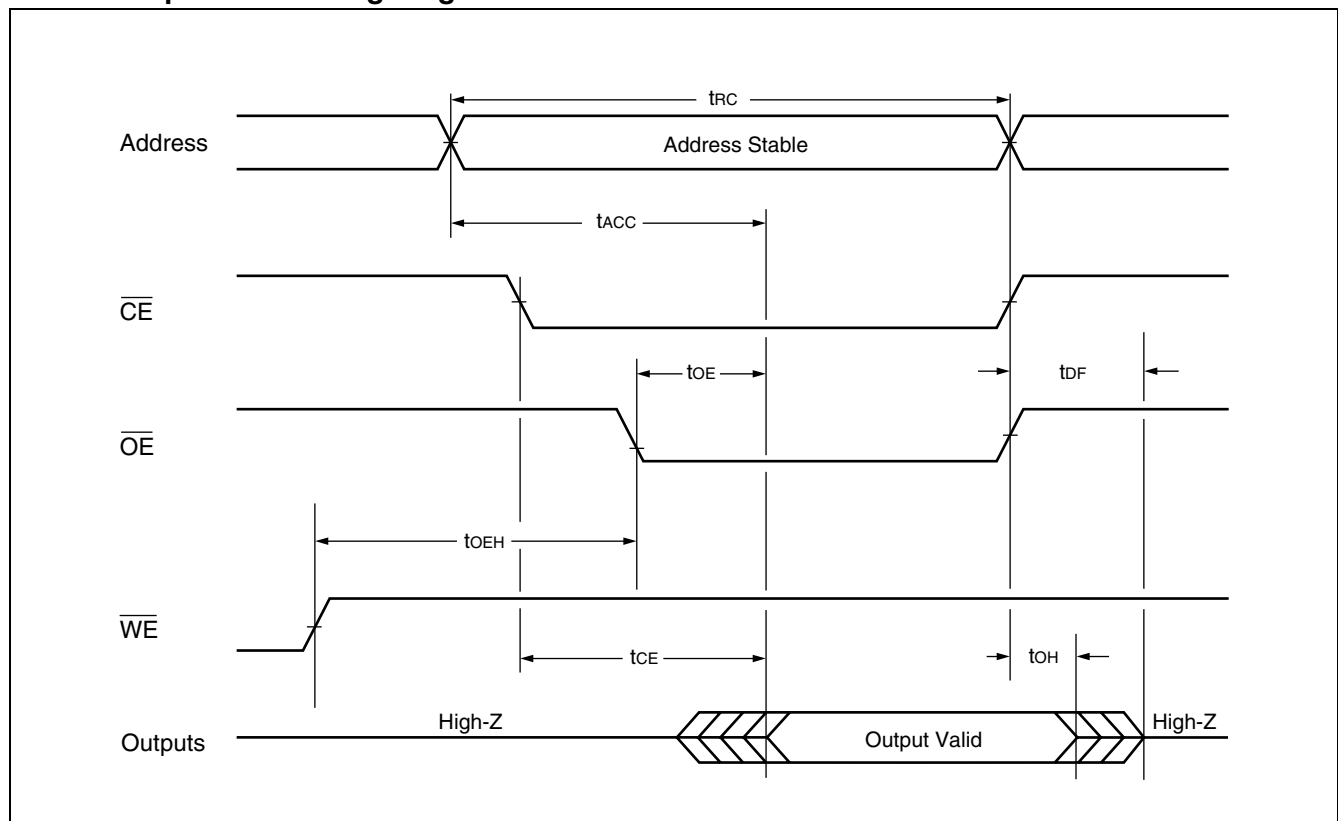 tRC
Address
Address Stable
tACC
CE
tOE
tDF
OE
tOEH
WE
tCE
tOH
High-Z
High-Z
Outputs
Output Valid